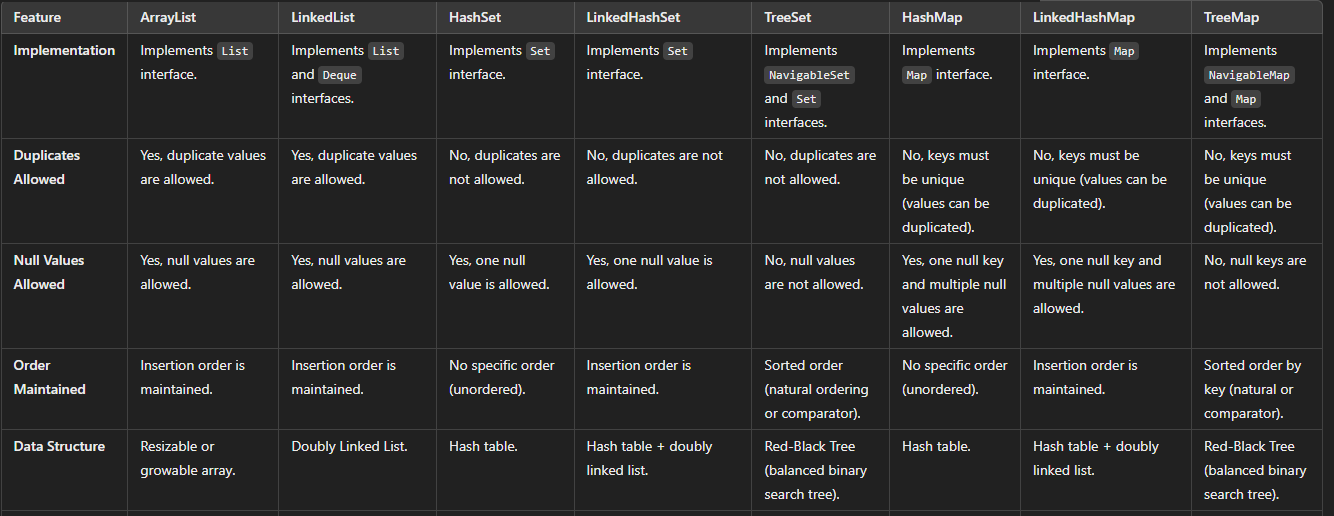 Feature ArrayList LinkedList HashSet LinkedHashSet TreeSet HashMap LinkedHashMap TreeMap
Implementation Implements List Implements List Implements Set Implements Set Implements Implements Implements Map Implements
interface. and Deque interface. interface. NavigableSet Map interface. interface. NavigableMap
interfaces. and Set and Map
interfaces. interfaces.
Duplicates Yes, duplicate values Yes, duplicate values No, duplicates are No, duplicates are not No, duplicates are No, keys must No, keys must be No, keys must
Allowed are allowed. are allowed. not allowed. allowed. not allowed. be unique unique (values can be be unique
(values can be duplicated). (values can be
duplicated). duplicated).
Null Values Yes, null values are Yes, null values are Yes, one null Yes, one null value is No, null values Yes, one null key Yes, one null key and No, null keys are
Allowed allowed. allowed. value is allowed. allowed. are not allowed. and multiple null multiple null values are not allowed.
values are allowed.
allowed.
Order Insertion order is Insertion order is No specific order Insertion order is Sorted order No specific order Insertion order is Sorted order by
Maintained maintained. maintained. (unordered). maintained. (natural ordering (unordered). maintained. key (natural or
or comparator). comparator).
Data Structure Resizable or Doubly Linked List. Hash table. Hash table + doubly Red-Black Tree Hash table. Hash table + doubly Red-Black Tree
growable array. linked list. (balanced binary linked list. (balanced binary
search tree). search tree).